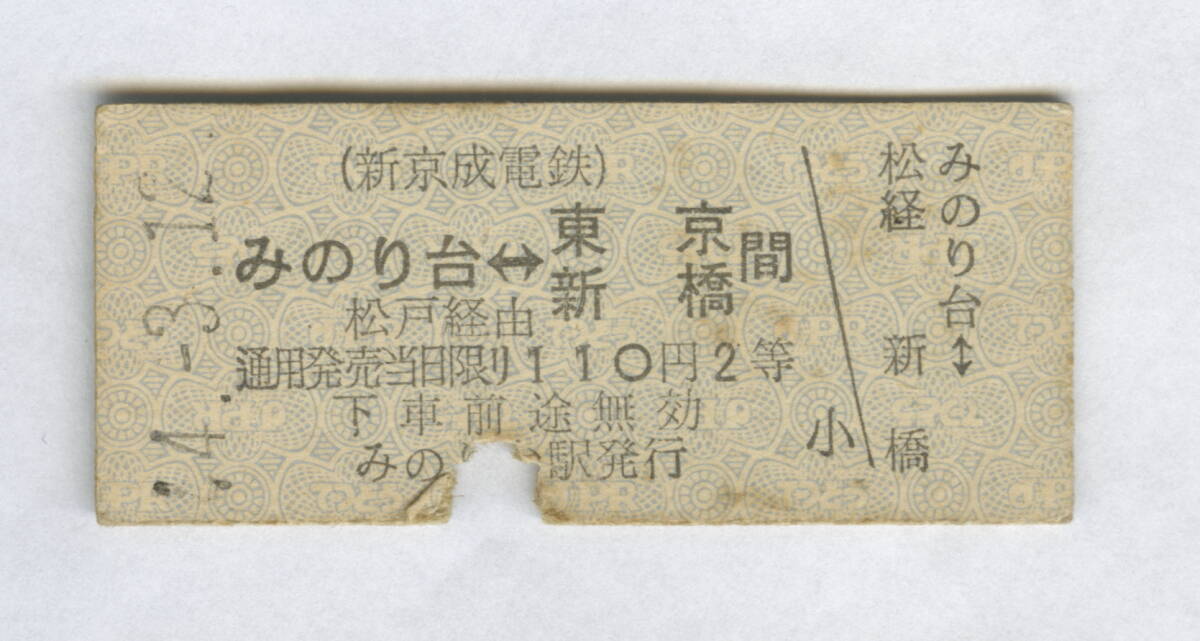 (新京成電鉄)
みのり台↔東京 新橋間
松戸経由
通用発売当日限り110円2等
下車前途無効
みの 駅発行
小
みのり台↔
松経 新橋
4.-3.12